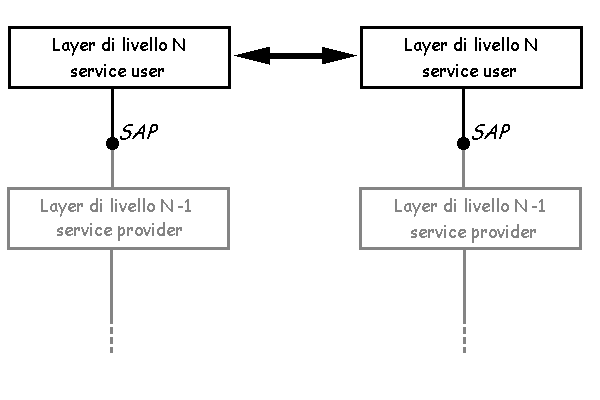 Layer di livello N
service user
Layer di livello N
service user
SAP
SAP
Layer di livello N-1
service provider
Layer di livello N-1
service provider